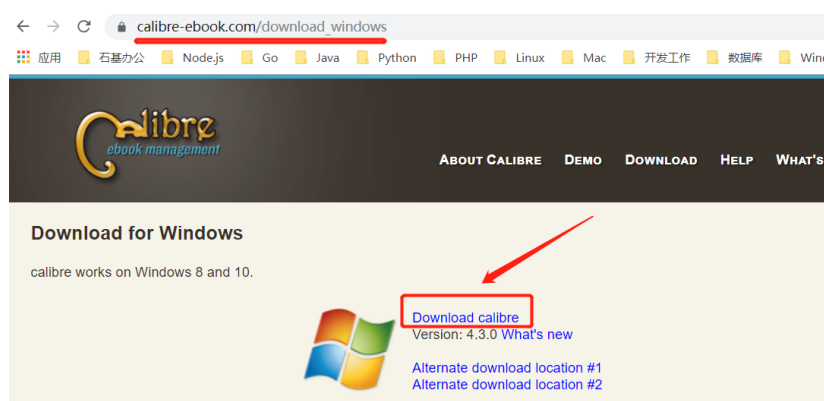 calibre-ebook.com/download_windows
应用 石基办公 Node.js Go Java Python PHP Linux Mac 开发工作 数据库
Calibre
ebook management
ABOUT CALIBRE DEMO DOWNLOAD HELP WHAT'S
Download for Windows
calibre works on Windows 8 and 10.
Download calibre
Version: 4.3.0 What's new
Alternate download location #1
Alternate download location #2